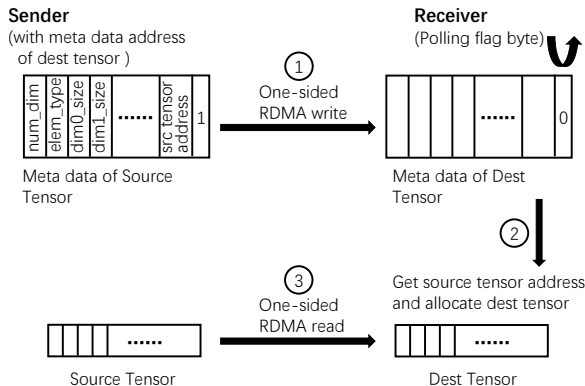 Sender
(with meta data address
of dest tensor )
Receiver
(Polling flag byte)
1
One-sided
RDMA write
num_dim
elem_type
dim0_size
dim1_size
......
src tensor
address
1
......
0
Meta data of Source
Tensor
Meta data of Dest
Tensor
2
Get source tensor address
and allocate dest tensor
3
One-sided
RDMA read
......
......
Source Tensor
Dest Tensor